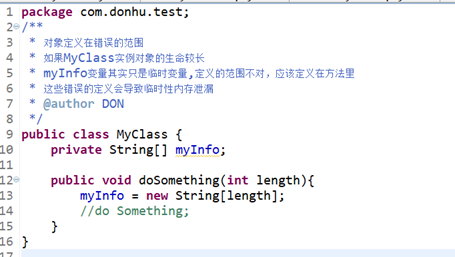 1 package com.donhu.test;
2 /**
3 * 对象定义在错误的范围
4 * 如果MyClass实例对象的生命较长
5 * myInfo变量其实只是临时变量,定义的范围不对，应该定义在方法里
6 * 这些错误的定义会导致临时性内存泄漏
7 * @author DON
8 */
9 public class MyClass {
10 private String[] myInfo;
11
12 public void doSomething(int length){
13 myInfo = new String[length];
14 //do Something;
15 }
16 }
17